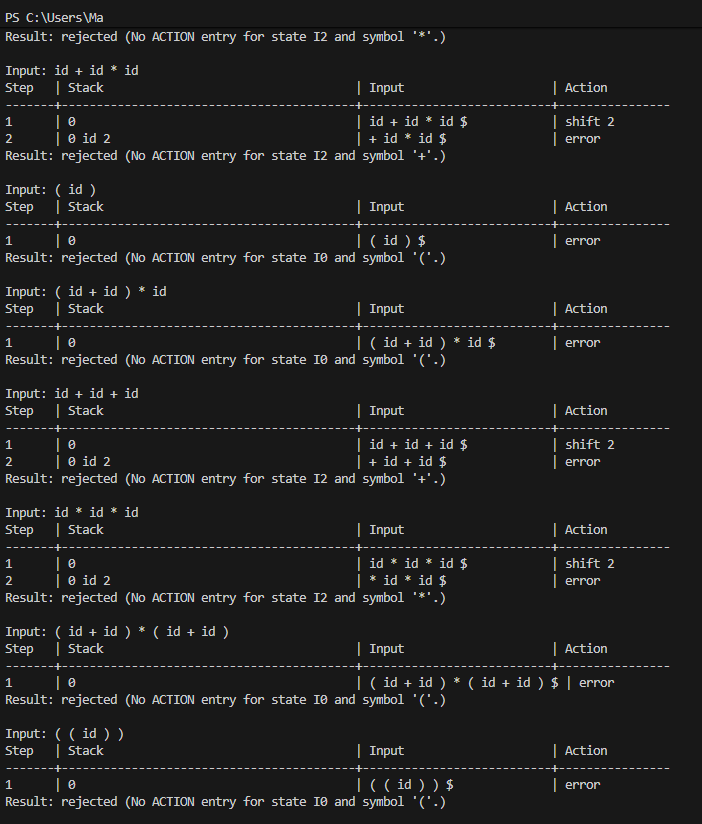 PS C:\Users\Ma
Result: rejected (No ACTION entry for state I2 and symbol '*'.)
Input: id + id * id
Step | Stack | Input | Action
-------+-----------------------------------------+---------------------------+----------------
1 | 0 | id + id * id $ | shift 2
2 | 0 id 2 | + id * id $ | error
Result: rejected (No ACTION entry for state I2 and symbol '+'.)
Input: ( id )
Step | Stack | Input | Action
-------+-----------------------------------------+---------------------------+----------------
1 | 0 | ( id ) $ | error
Result: rejected (No ACTION entry for state I0 and symbol '('.)
Input: ( id + id ) * id
Step | Stack | Input | Action
-------+-----------------------------------------+---------------------------+----------------
1 | 0 | ( id + id ) * id $ | error
Result: rejected (No ACTION entry for state I0 and symbol '('.)
Input: id + id + id
Step | Stack | Input | Action
-------+-----------------------------------------+---------------------------+----------------
1 | 0 | id + id + id $ | shift 2
2 | 0 id 2 | + id + id $ | error
Result: rejected (No ACTION entry for state I2 and symbol '+'.)
Input: id * id * id
Step | Stack | Input | Action
-------+-----------------------------------------+---------------------------+----------------
1 | 0 | id * id * id $ | shift 2
2 | 0 id 2 | * id * id $ | error
Result: rejected (No ACTION entry for state I2 and symbol '*'.)
Input: ( id + id ) * ( id + id )
Step | Stack | Input | Action
-------+-----------------------------------------+---------------------------+----------------
1 | 0 | ( id + id ) * ( id + id ) $ | error
Result: rejected (No ACTION entry for state I0 and symbol '('.)
Input: ( ( id ) )
Step | Stack | Input | Action
-------+-----------------------------------------+---------------------------+----------------
1 | 0 | ( ( id ) ) $ | error
Result: rejected (No ACTION entry for state I0 and symbol '('.)